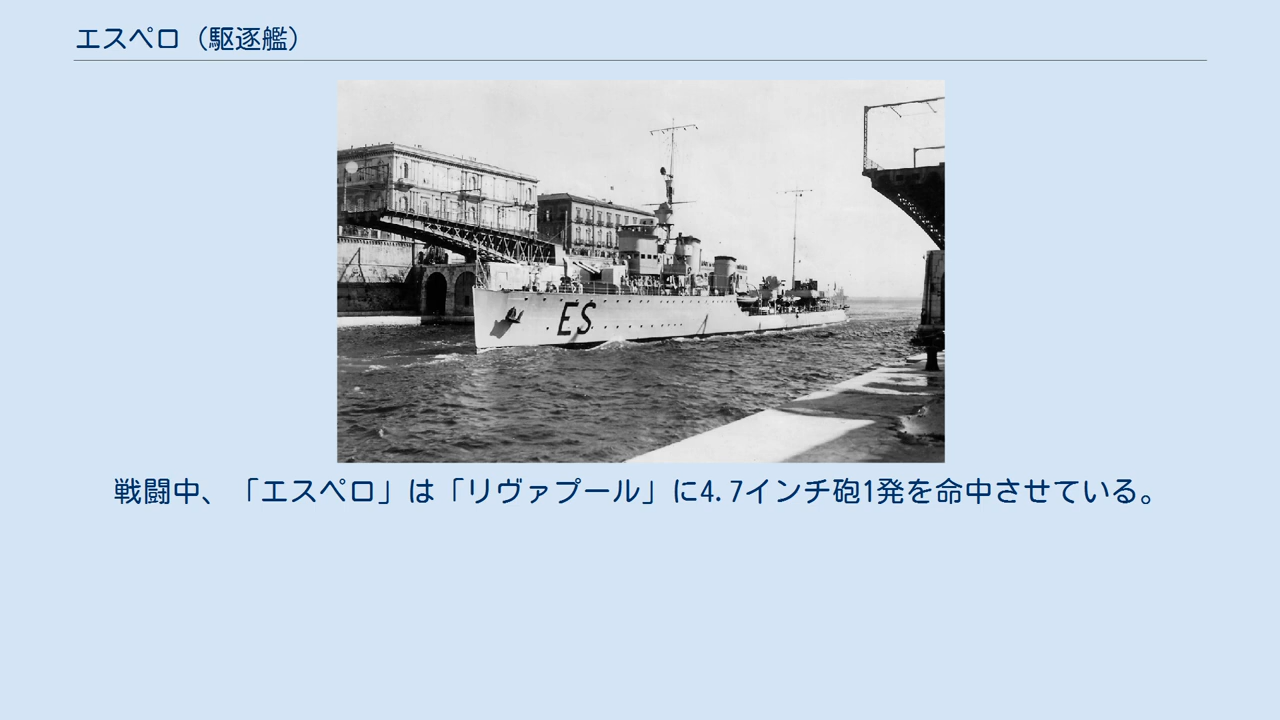 エスペロ（駆逐艦）
ES
戦闘中、「エスペロ」は「リヴァプール」に4.7インチ砲1発を命中させている。